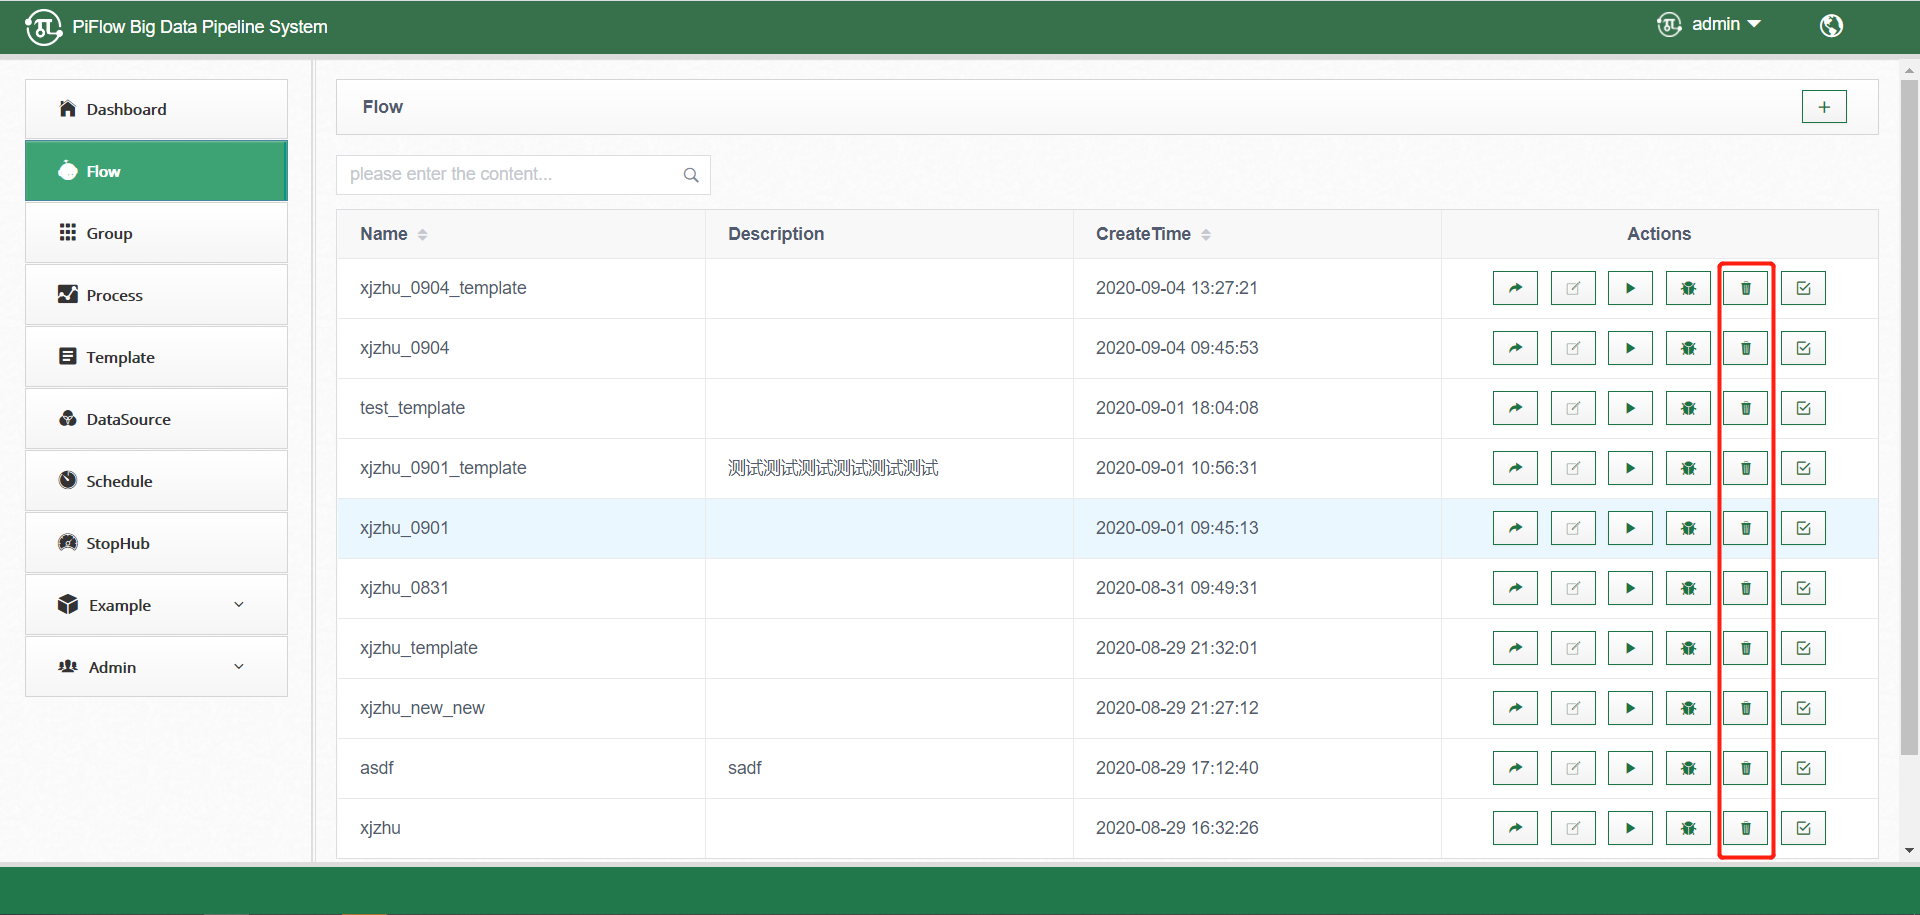 PiFlow Big Data Pipeline System
admin
Dashboard
Flow
Group
Process
Template
DataSource
Schedule
StopHub
Example
Admin
Flow
+
please enter the content...
Name Description CreateTime Actions
xjzhu_0904_template 2020-09-04 13:27:21
xjzhu_0904 2020-09-04 09:45:53
test_template 2020-09-01 18:04:08
xjzhu_0901_template 测试测试测试测试测试测试 2020-09-01 10:56:31
xjzhu_0901 2020-09-01 09:45:13
xjzhu_0831 2020-08-31 09:49:31
xjzhu_template 2020-08-29 21:32:01
xjzhu_new_new 2020-08-29 21:27:12
asdf sadf 2020-08-29 17:12:40
xjzhu 2020-08-29 16:32:26